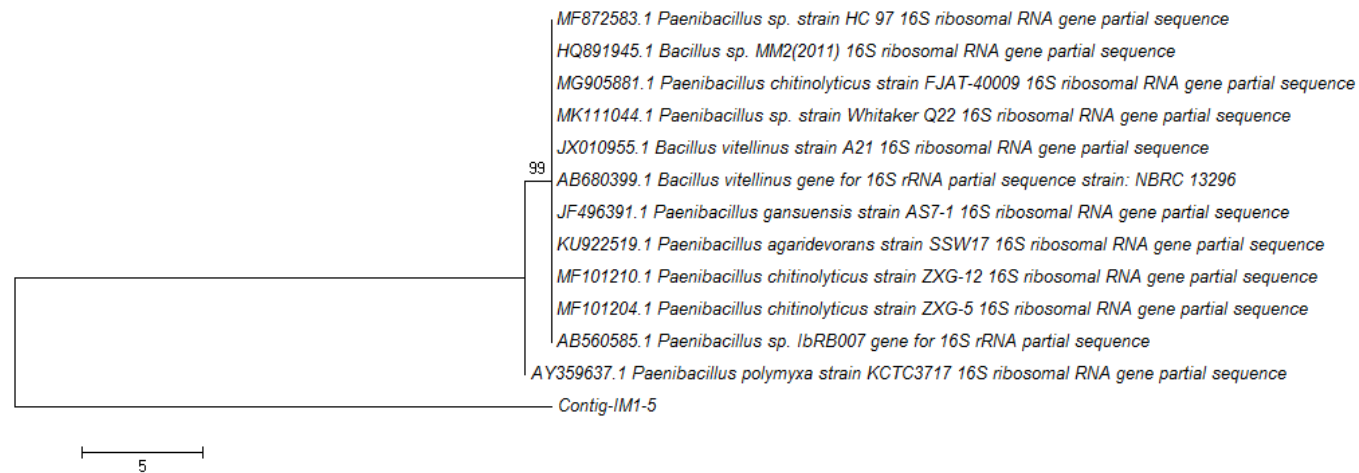 MF872583.1 Paenibacillus sp. strain HC 97 16S ribosomal RNA gene partial sequence
HQ891945.1 Bacillus sp. MM2(2011) 16S ribosomal RNA gene partial sequence
MG905881.1 Paenibacillus chitinolyticus strain FJAT-40009 16S ribosomal RNA gene partial sequence
MK111044.1 Paenibacillus sp. strain Whitaker Q22 16S ribosomal RNA gene partial sequence
JX010955.1 Bacillus vitellinus strain A21 16S ribosomal RNA gene partial sequence
99
AB680399.1 Bacillus vitellinus gene for 16S rRNA partial sequence strain: NBRC 13296
JF496391.1 Paenibacillus gansuensis strain AS7-1 16S ribosomal RNA gene partial sequence
KU922519.1 Paenibacillus agaridevorans strain SSW17 16S ribosomal RNA gene partial sequence
MF101210.1 Paenibacillus chitinolyticus strain ZXG-12 16S ribosomal RNA gene partial sequence
MF101204.1 Paenibacillus chitinolyticus strain ZXG-5 16S ribosomal RNA gene partial sequence
AB560585.1 Paenibacillus sp. IbRB007 gene for 16S rRNA partial sequence
AY359637.1 Paenibacillus polymyxa strain KCTC3717 16S ribosomal RNA gene partial sequence
Contig-IM1-5
5